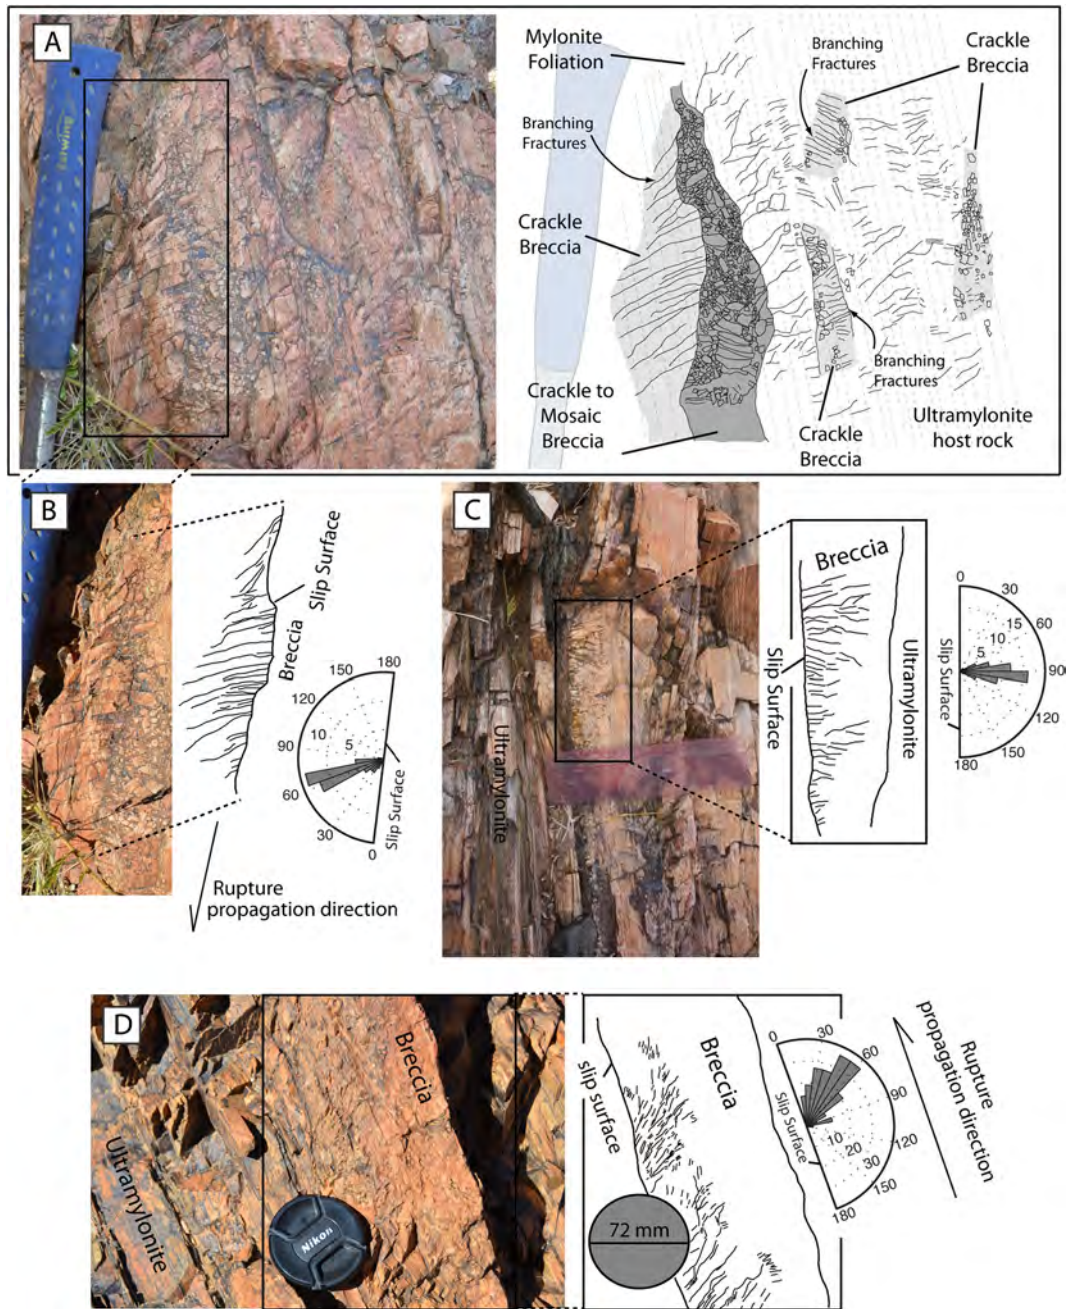 A
Estwing
Mylonite
Foliation
Branching
Fractures
Crackle
Breccia
Branching
Fractures
Crackle
Breccia
Crackle to
Mosaic
Breccia
Branching
Fractures
Crackle
Breccia
Ultramylonite
host rock
B
Slip Surface
Breccia
180
150
120
90
60
30
0
10
5
Slip Surface
Rupture
propagation direction
C
Ultramylonite
Breccia
Slip Surface
Ultramylonite
0
30
60
90
120
150
180
15
10
5
Slip Surface
D
Ultramylonite
Breccia
Nikon
slip surface
Breccia
72 mm
0
30
60
90
120
150
180
10
20
30
Slip Surface
Rupture
propagation direction